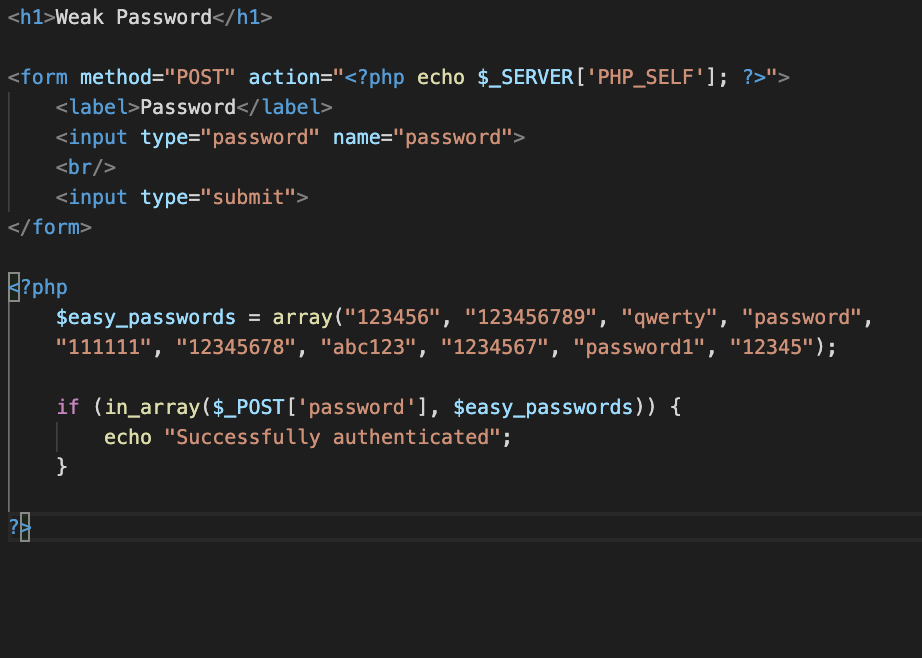 <h1>Weak Password</h1>
<form method="POST" action="<?php echo $_SERVER['PHP_SELF']; ?>">
<label>Password</label>
<input type="password" name="password">
<br/>
<input type="submit">
</form>
<?php
$easy_passwords = array("123456", "123456789", "qwerty", "password",
"111111", "12345678", "abc123", "1234567", "password1", "12345");
if (in_array($_POST['password'], $easy_passwords)) {
echo "Successfully authenticated";
}
?>